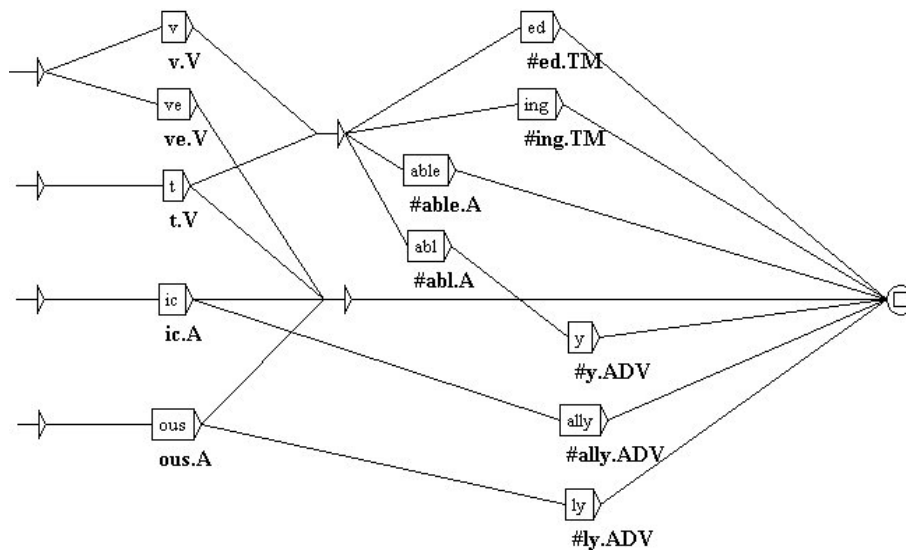 v
v.V
ve
ve.V
t
t.V
ic
ic.A
ous
ous.A
ed
#ed.TM
ing
#ing.TM
able
#able.A
abl
#abl.A
y
#y.ADV
ally
#ally.ADV
ly
#ly.ADV